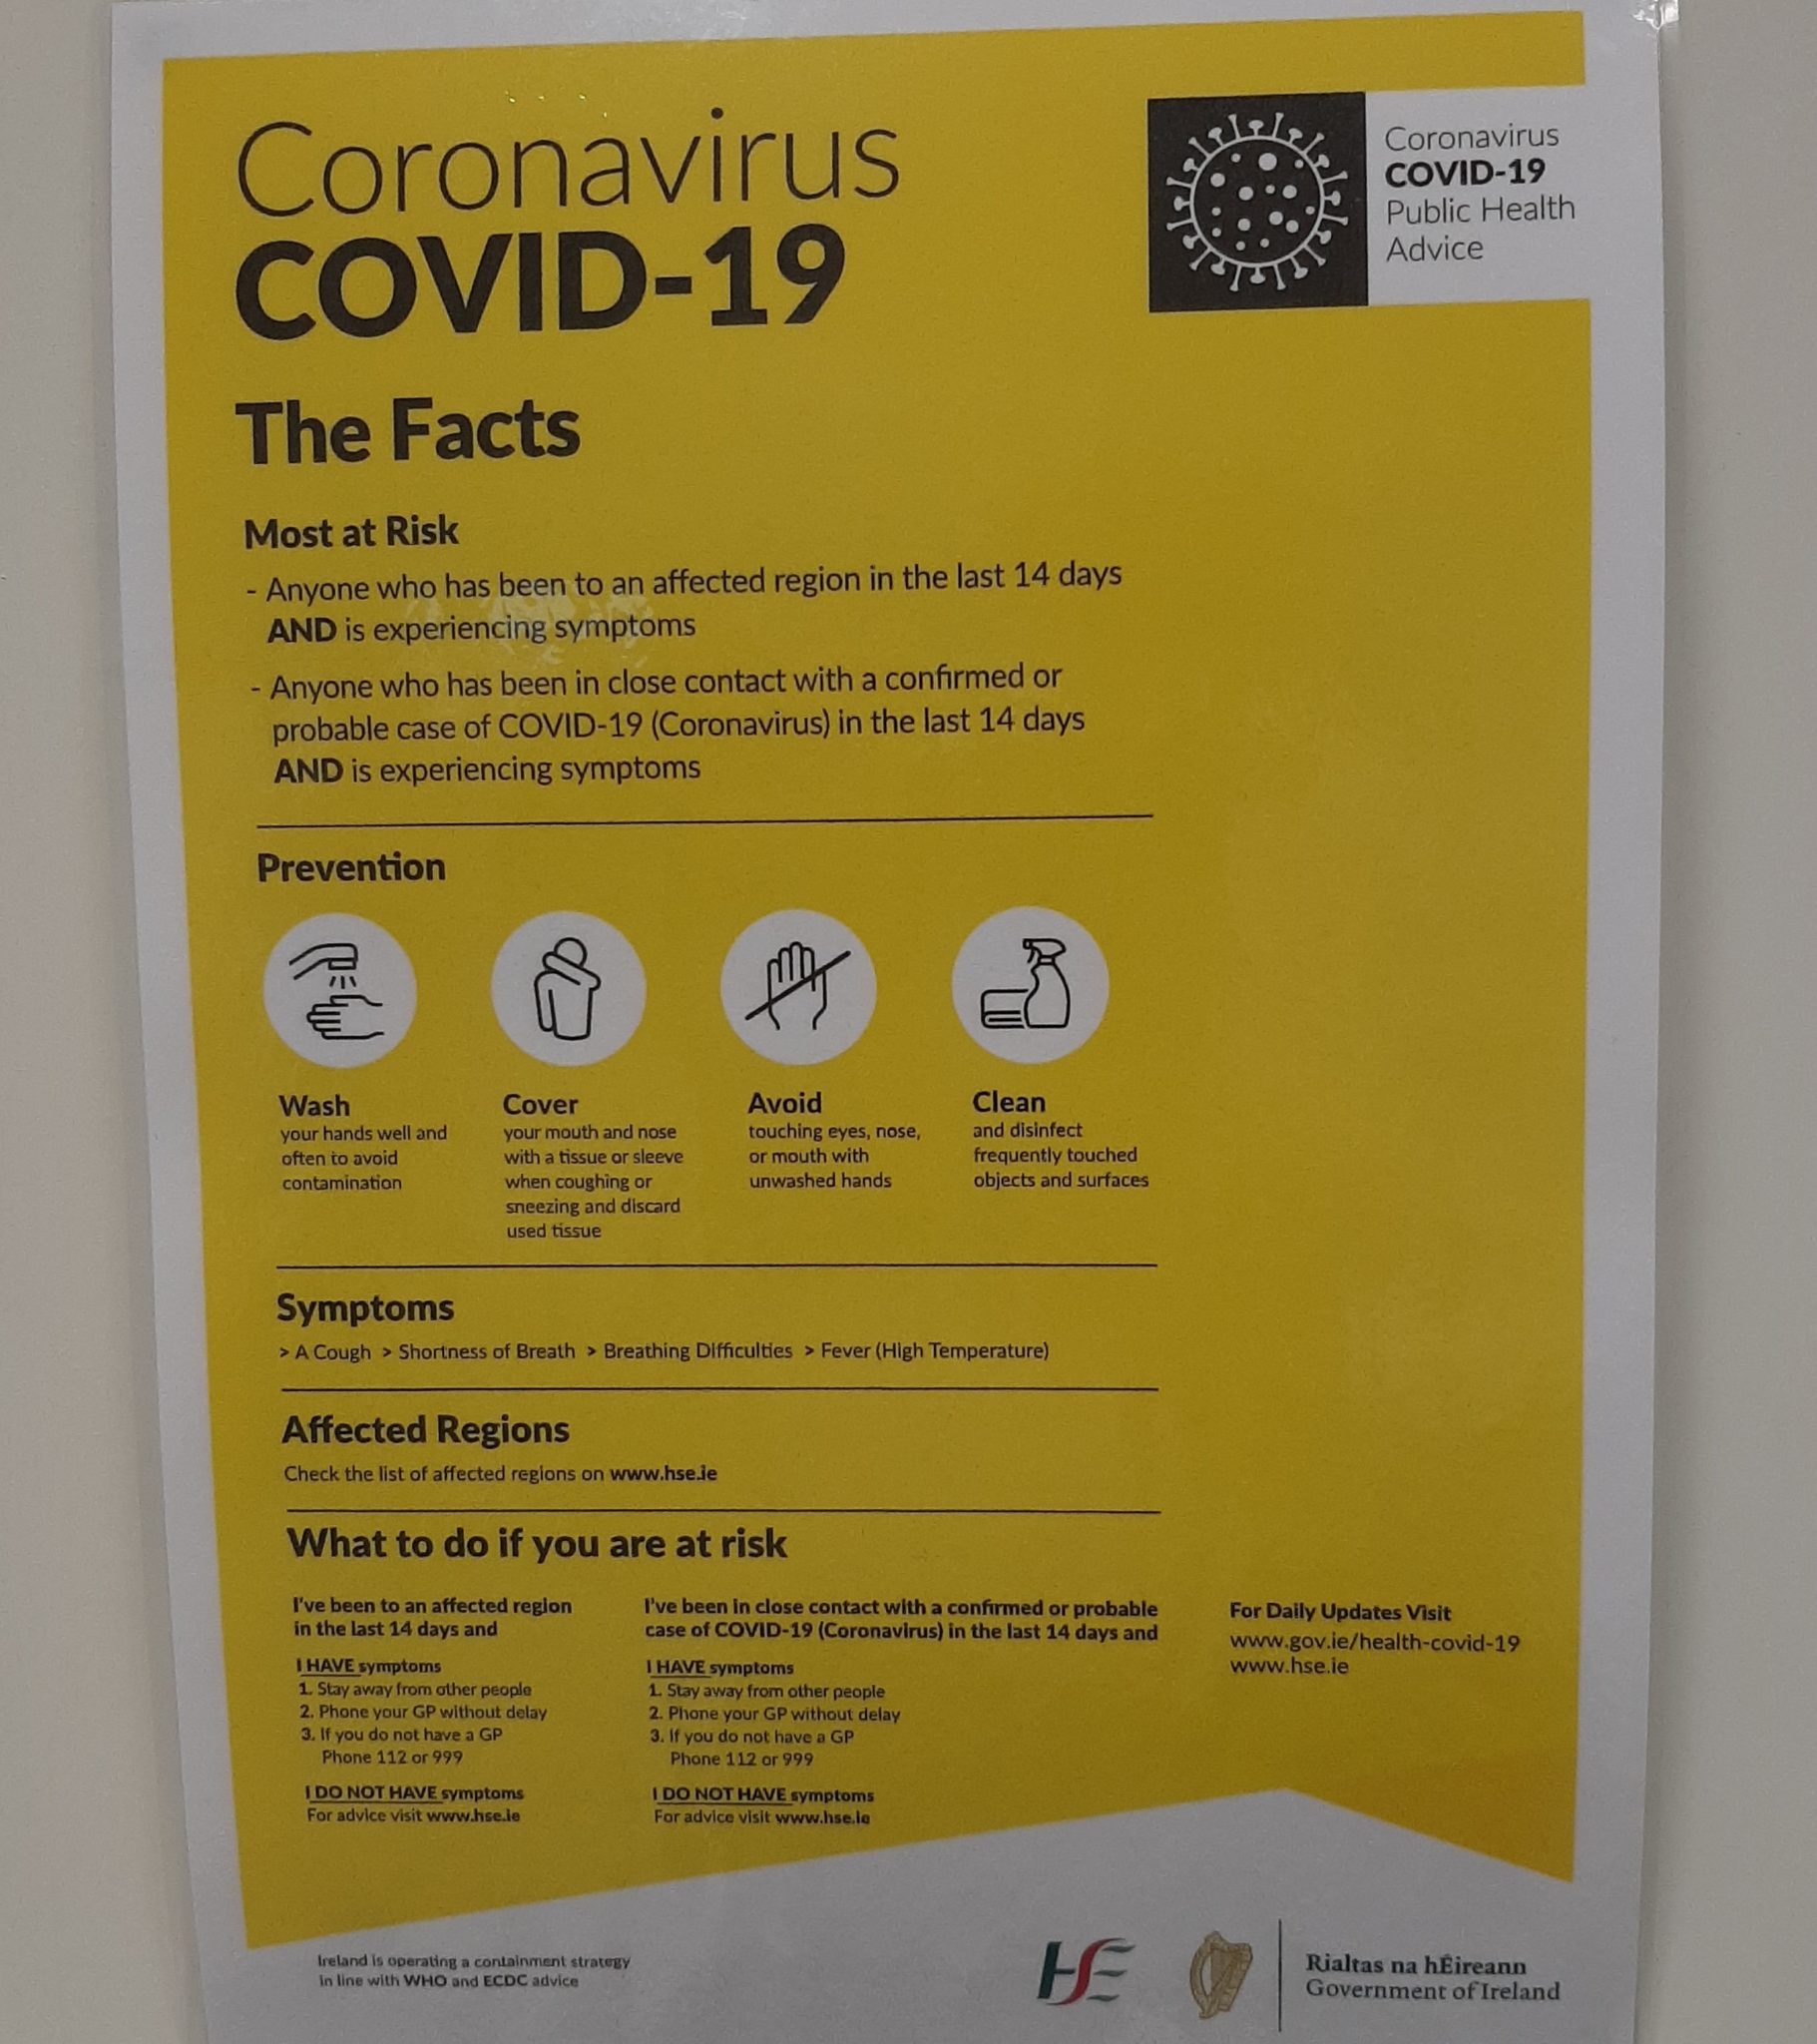 Coronavirus
COVID-19
Coronavirus
COVID-19
Public Health
Advice
The Facts
Most at Risk
- Anyone who has been to an affected region in the last 14 days
AND is experiencing symptoms
- Anyone who has been in close contact with a confirmed or
probable case of COVID-19 (Coronavirus) in the last 14 days
AND is experiencing symptoms
Prevention
Wash
your hands well and
often to avoid
contamination
Cover
your mouth and nose
with a tissue or sleeve
when coughing or
sneezing and discard
used tissue
Avoid
touching eyes, nose,
or mouth with
unwashed hands
Clean
and disinfect
frequently touched
objects and surfaces
Symptoms
> A Cough > Shortness of Breath > Breathing Difficulties > Fever (High Temperature)
Affected Regions
Check the list of affected regions on www.hse.ie
What to do if you are at risk
I've been to an affected region
in the last 14 days and
I HAVE symptoms
1. Stay away from other people
2. Phone your GP without delay
3. If you do not have a GP
Phone 112 or 999
I DO NOT HAVE symptoms
For advice visit www.hse.ie
I've been in close contact with a confirmed or probable
case of COVID-19 (Coronavirus) in the last 14 days and
I HAVE symptoms
1. Stay away from other people
2. Phone your GP without delay
3. If you do not have a GP
Phone 112 or 999
I DO NOT HAVE symptoms
For advice visit www.hse.ie
For Daily Updates Visit
www.gov.ie/health-covid-19
www.hse.ie
Ireland is operating a containment strategy
in line with WHO and ECDC advice
HSE
Rialtas na hÉireann
Government of Ireland